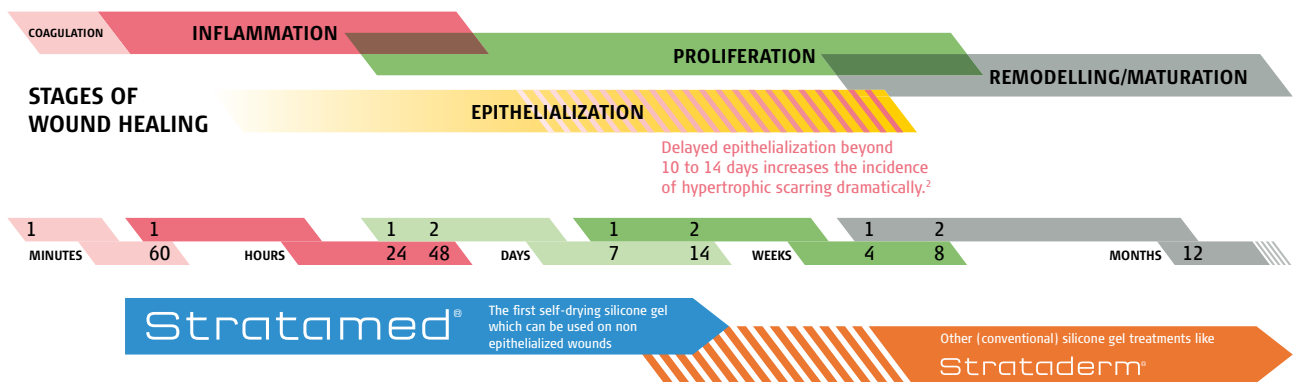 COAGULATION
INFLAMMATION
PROLIFERATION
REMODELLING/MATURATION
STAGES OF
WOUND HEALING
EPITHELIALIZATION
Delayed epithelialization beyond
10 to 14 days increases the incidence
of hypertrophic scarring dramatically.²
1 1 1 2 1 2 1 2
MINUTES 60 HOURS 24 48 DAYS 7 14 WEEKS 4 8 MONTHS 12
Stratamed®
The first self-drying silicone gel
which can be used on non
epithelialized wounds
Other (conventional) silicone gel treatments like
Strataderm®